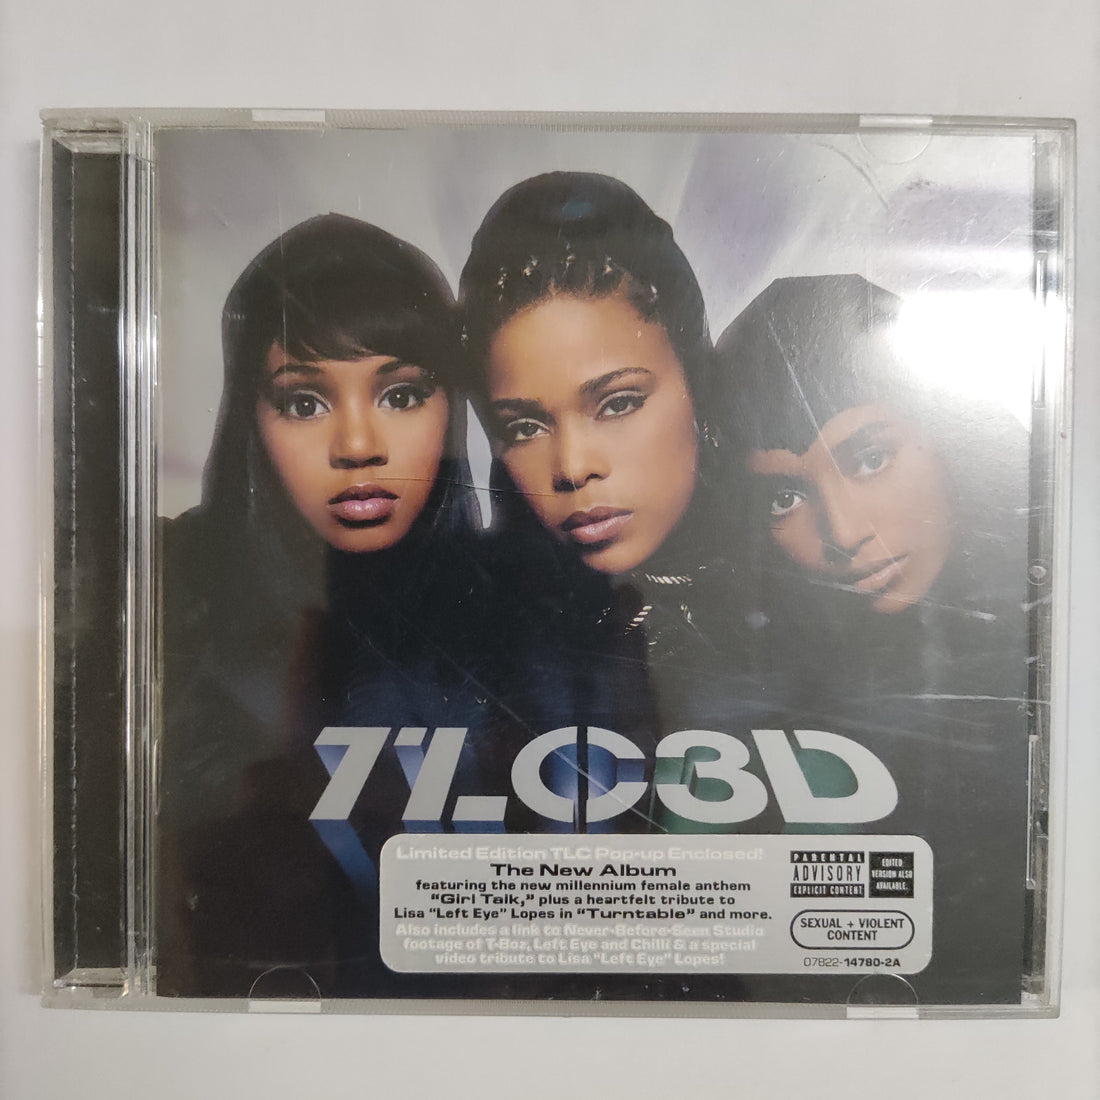 TLC3D
Limited Edition TLC Pop-up Enclosed!
The New Album
featuring the new millennium female anthem
“Girl Talk,” plus a heartfelt tribute to
Lisa “Left Eye” Lopes in “Turntable” and more.
Also includes a link to Never-Before-Seen Studio
footage of T-Boz, Left Eye and Chilli & a special
video tribute to Lisa “Left Eye” Lopes!
PARENTAL
ADVISORY
EXPLICIT CONTENT
EDITED
VERSION ALSO
AVAILABLE.
SEXUAL + VIOLENT
CONTENT
07822-14780-2A